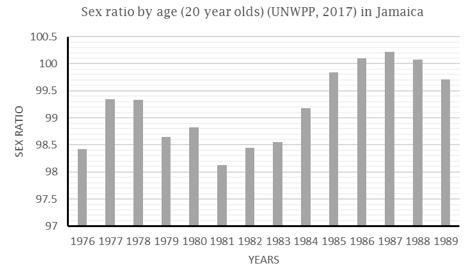 Sex ratio by age (20 year olds) (UNWPP, 2017) in Jamaica
100.5
100
99.5
99
98.5
98
97.5
97
SEX RATIO
1976 1977 1978 1979 1980 1981 1982 1983 1984 1985 1986 1987 1988 1989
YEARS